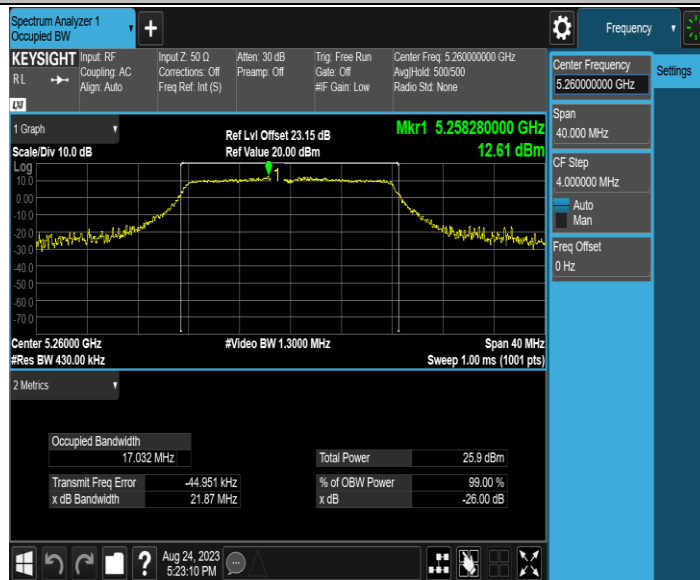 Spectrum Analyzer 1
Occupied BW
+
Frequency
KEYSIGHT
RL
LXI
Input: RF
Coupling: AC
Align: Auto
Input Z: 50 Ω
Corrections: Off
Freq Ref: Int (S)
Atten: 30 dB
Preamp: Off
Trig: Free Run
Gate: Off
#IF Gain: Low
Center Freq: 5.260000000 GHz
Avg|Hold: 500/500
Radio Std: None
Center Frequency
5.260000000 GHz
Settings
Span
40.000 MHz
CF Step
4.000000 MHz
Auto
Man
Freq Offset
0 Hz
1 Graph
Ref Lvl Offset 23.15 dB
Mkr1 5.258280000 GHz
Scale/Div 10.0 dB
Ref Value 20.00 dBm
12.61 dBm
Log
10.0
0.00
-10.0
-20.0
-30.0
-40.0
-50.0
-60.0
-70.0
1
Center 5.26000 GHz
#Video BW 1.3000 MHz
Span 40 MHz
#Res BW 430.00 kHz
Sweep 1.00 ms (1001 pts)
2 Metrics
Occupied Bandwidth
17.032 MHz
Total Power 25.9 dBm
Transmit Freq Error -44.951 kHz
% of OBW Power 99.00 %
x dB Bandwidth 21.87 MHz
x dB -26.00 dB
?
Aug 24, 2023
5:23:10 PM